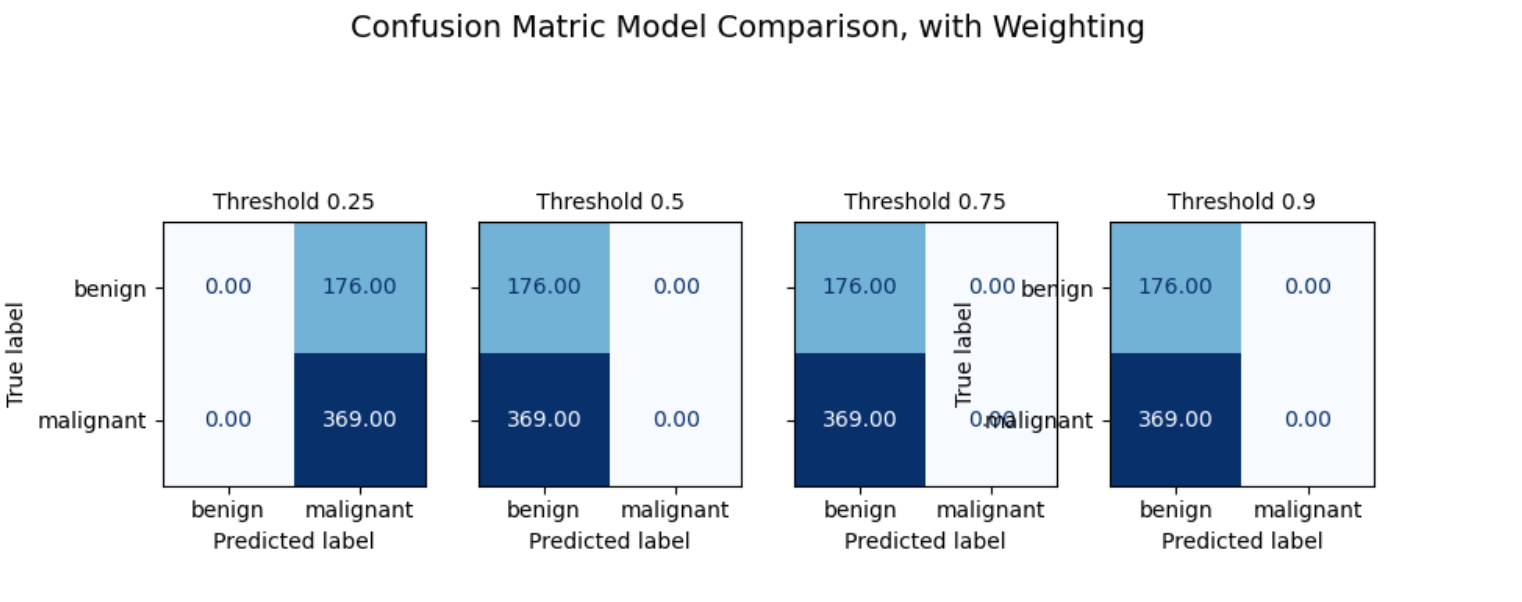 Confusion Matric Model Comparison, with Weighting
Threshold 0.25
Threshold 0.5
Threshold 0.75
Threshold 0.9
True label
benign
malignant
0.00
176.00
0.00
369.00
benign
malignant
Predicted label
176.00
0.00
369.00
0.00
benign
malignant
Predicted label
176.00
0.00
369.00
0.00
benign
malignant
Predicted label
True label
benign
malignant
176.00
0.00
369.00
0.00
benign
malignant
Predicted label